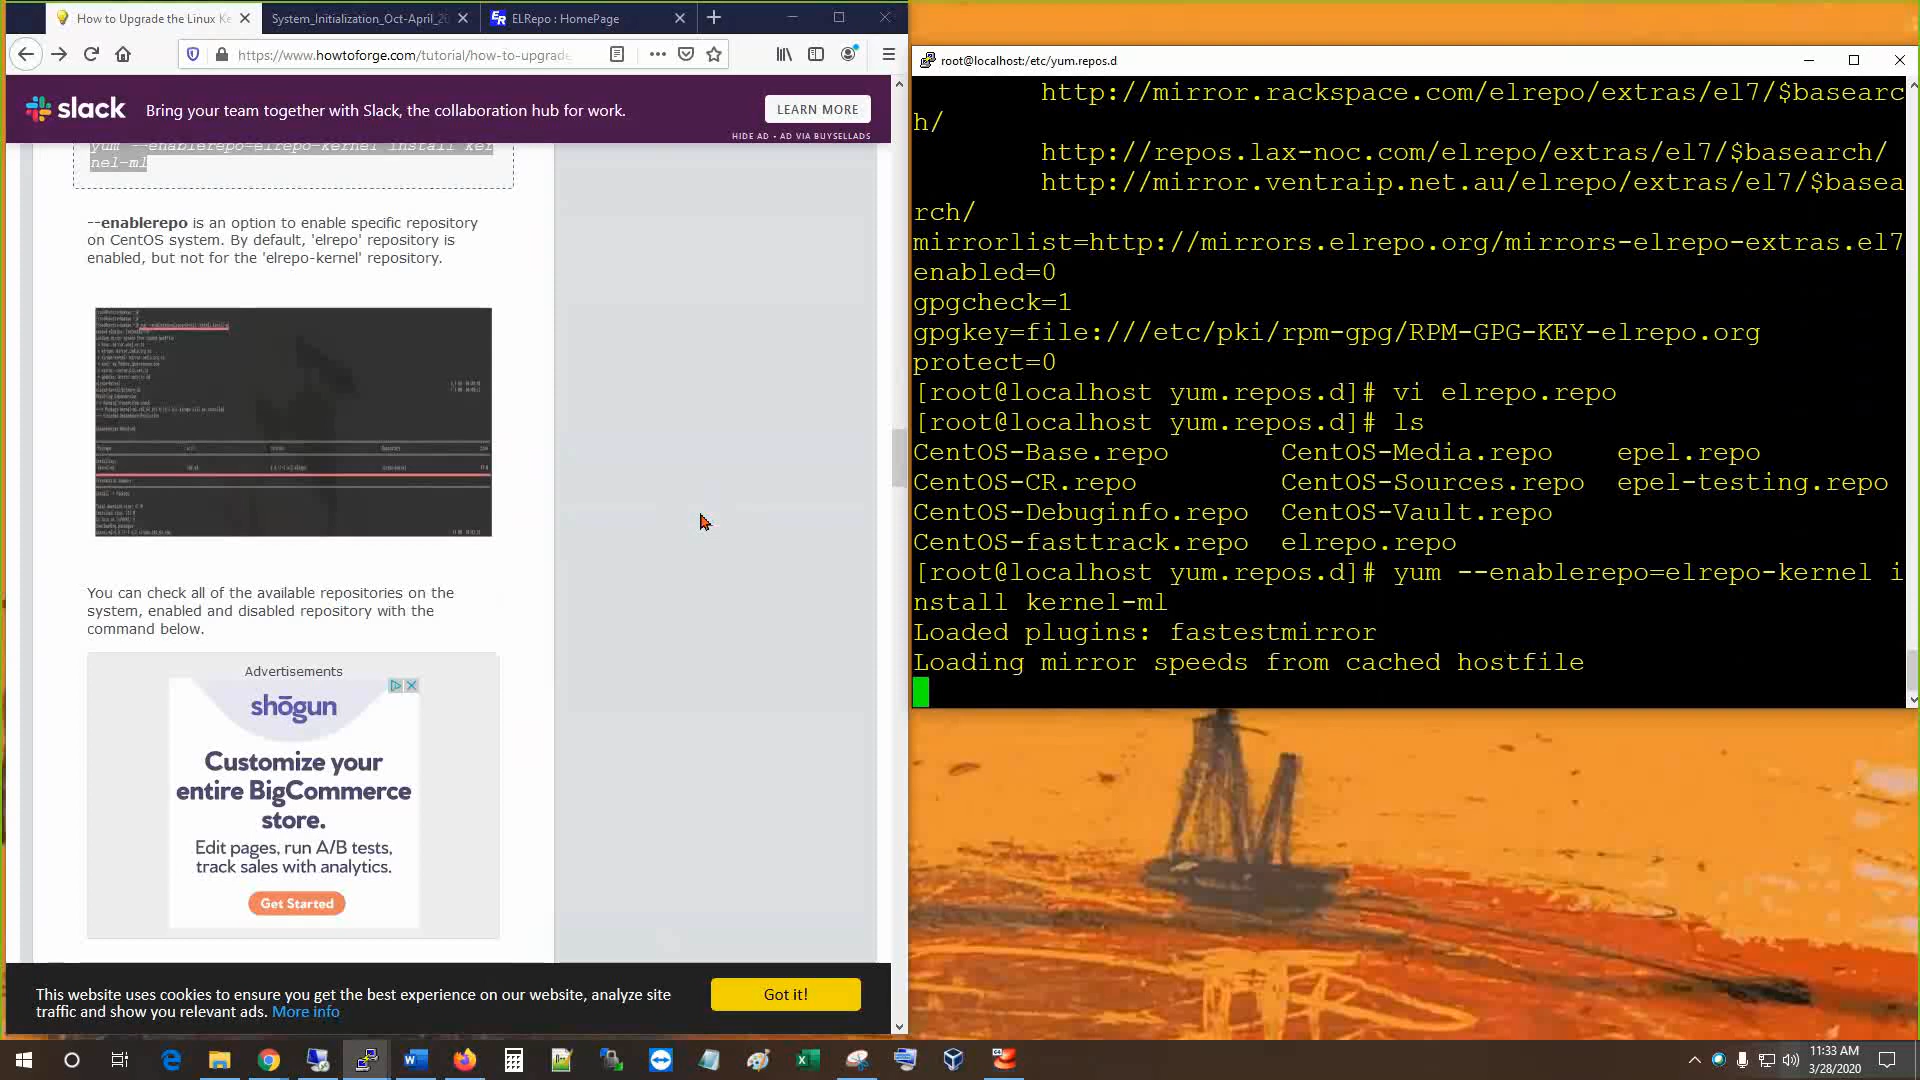 How to Upgrade the Linux Ke
System_Initialization_Oct-April_20
ELRepo : HomePage
https://www.howtoforge.com/tutorial/how-to-upgrade
slack
Bring your team together with Slack, the collaboration hub for work.
LEARN MORE
HIDE AD • AD VIA BUYSELLADS
yum --enablerepo=elrepo-kernel install ker
nel-ml
--enablerepo is an option to enable specific repository
on CentOS system. By default, 'elrepo' repository is
enabled, but not for the 'elrepo-kernel' repository.
You can check all of the available repositories on the
system, enabled and disabled repository with the
command below.
Advertisements
shōgun
Customize your
entire BigCommerce
store.
Edit pages, run A/B tests,
track sales with analytics.
Get Started
This website uses cookies to ensure you get the best experience on our website, analyze site
traffic and show you relevant ads. More info
Got it!
root@localhost:/etc/yum.repos.d
http://mirror.rackspace.com/elrepo/extras/el7/$basearc
h/
http://repos.lax-noc.com/elrepo/extras/el7/$basearch/
http://mirror.ventraip.net.au/elrepo/extras/el7/$basea
rch/
mirrorlist=http://mirrors.elrepo.org/mirrors-elrepo-extras.el7
enabled=0
gpgcheck=1
gpgkey=file:///etc/pki/rpm-gpg/RPM-GPG-KEY-elrepo.org
protect=0
[root@localhost yum.repos.d]# vi elrepo.repo
[root@localhost yum.repos.d]# ls
CentOS-Base.repo CentOS-Media.repo epel.repo
CentOS-CR.repo CentOS-Sources.repo epel-testing.repo
CentOS-Debuginfo.repo CentOS-Vault.repo
CentOS-fasttrack.repo elrepo.repo
[root@localhost yum.repos.d]# yum --enablerepo=elrepo-kernel i
nstall kernel-ml
Loaded plugins: fastestmirror
Loading mirror speeds from cached hostfile
11:33 AM
3/28/2020